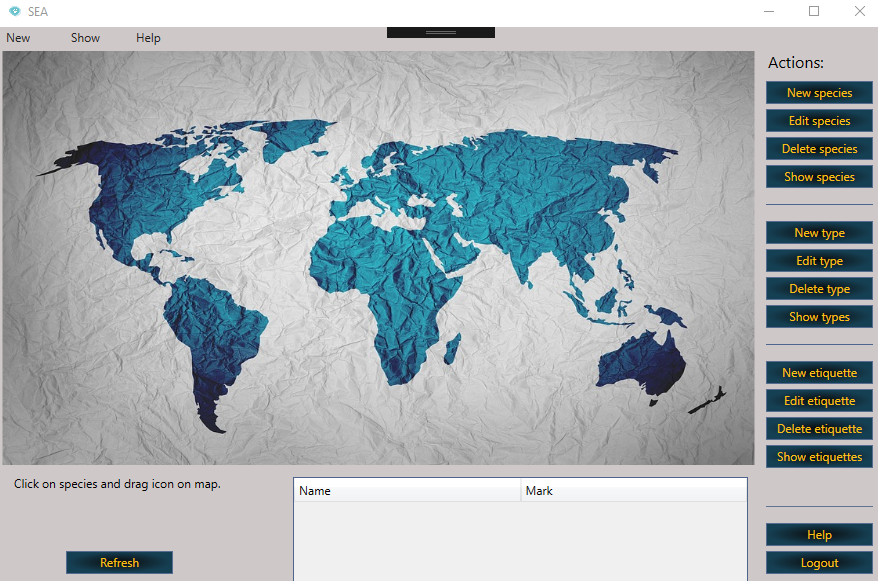 SEA
New Show Help
Actions:
New species
Edit species
Delete species
Show species
New type
Edit type
Delete type
Show types
New etiquette
Edit etiquette
Delete etiquette
Show etiquettes
Click on species and drag icon on map.
Name Mark
Refresh
Help
Logout